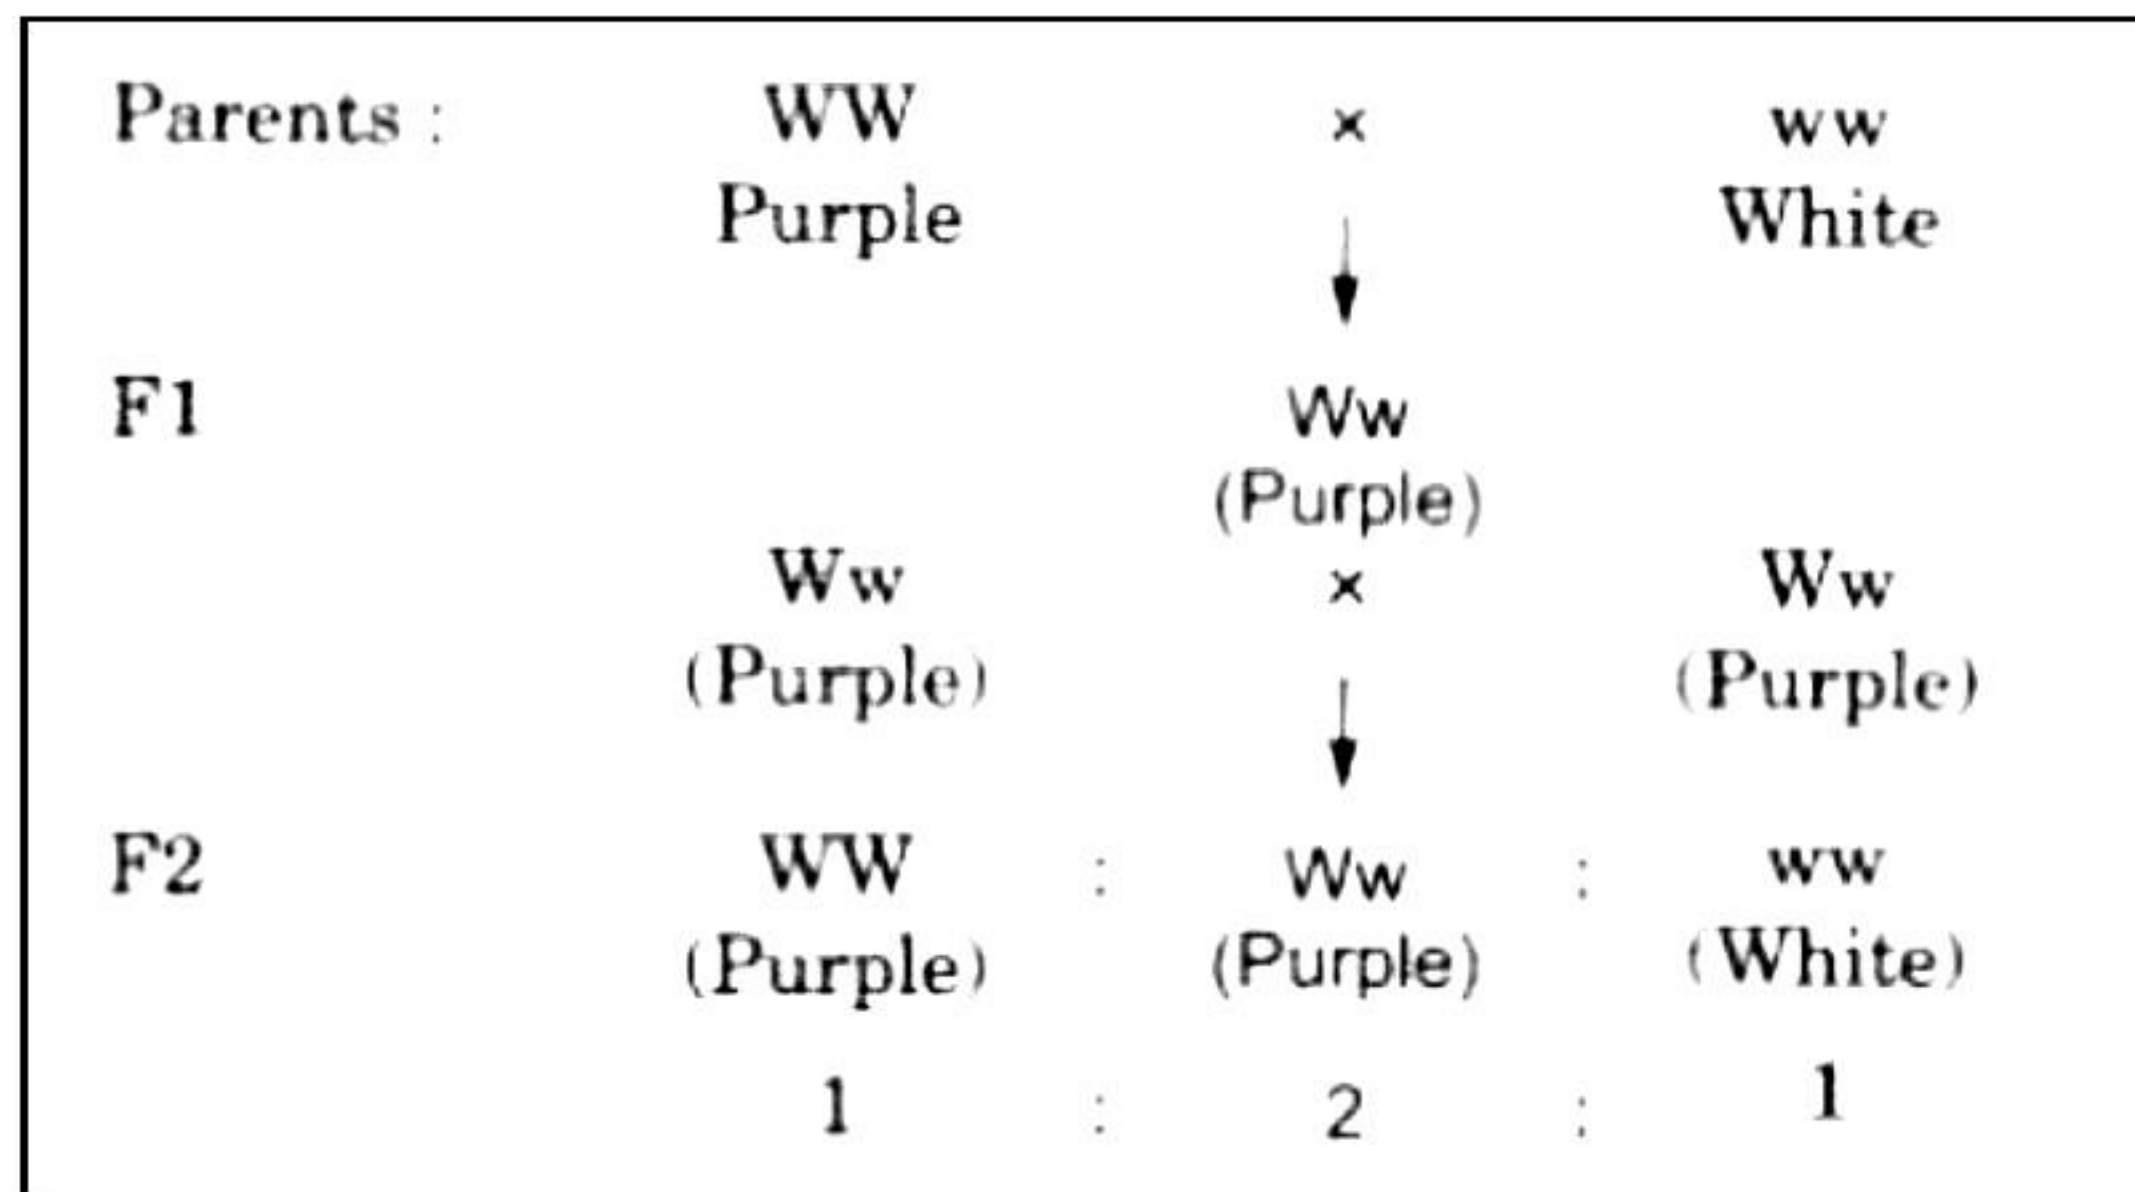 Parents : WW × ww
Purple White
F1 Ww
(Purple)
Ww × Ww
(Purple) (Purple)
F2 WW : Ww : ww
(Purple) (Purple) (White)
1 : 2 : 1